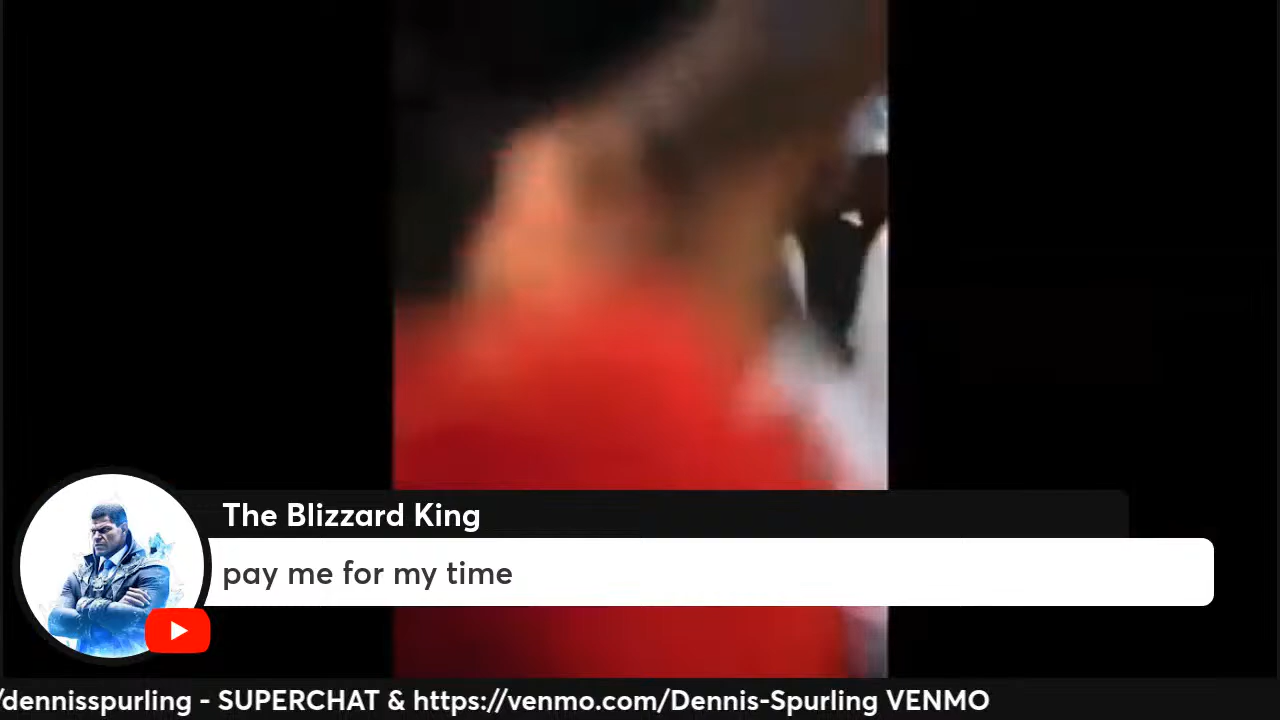 The Blizzard King
pay me for my time
/dennisspurling - SUPERCHAT & https://venmo.com/Dennis-Spurling VENMO